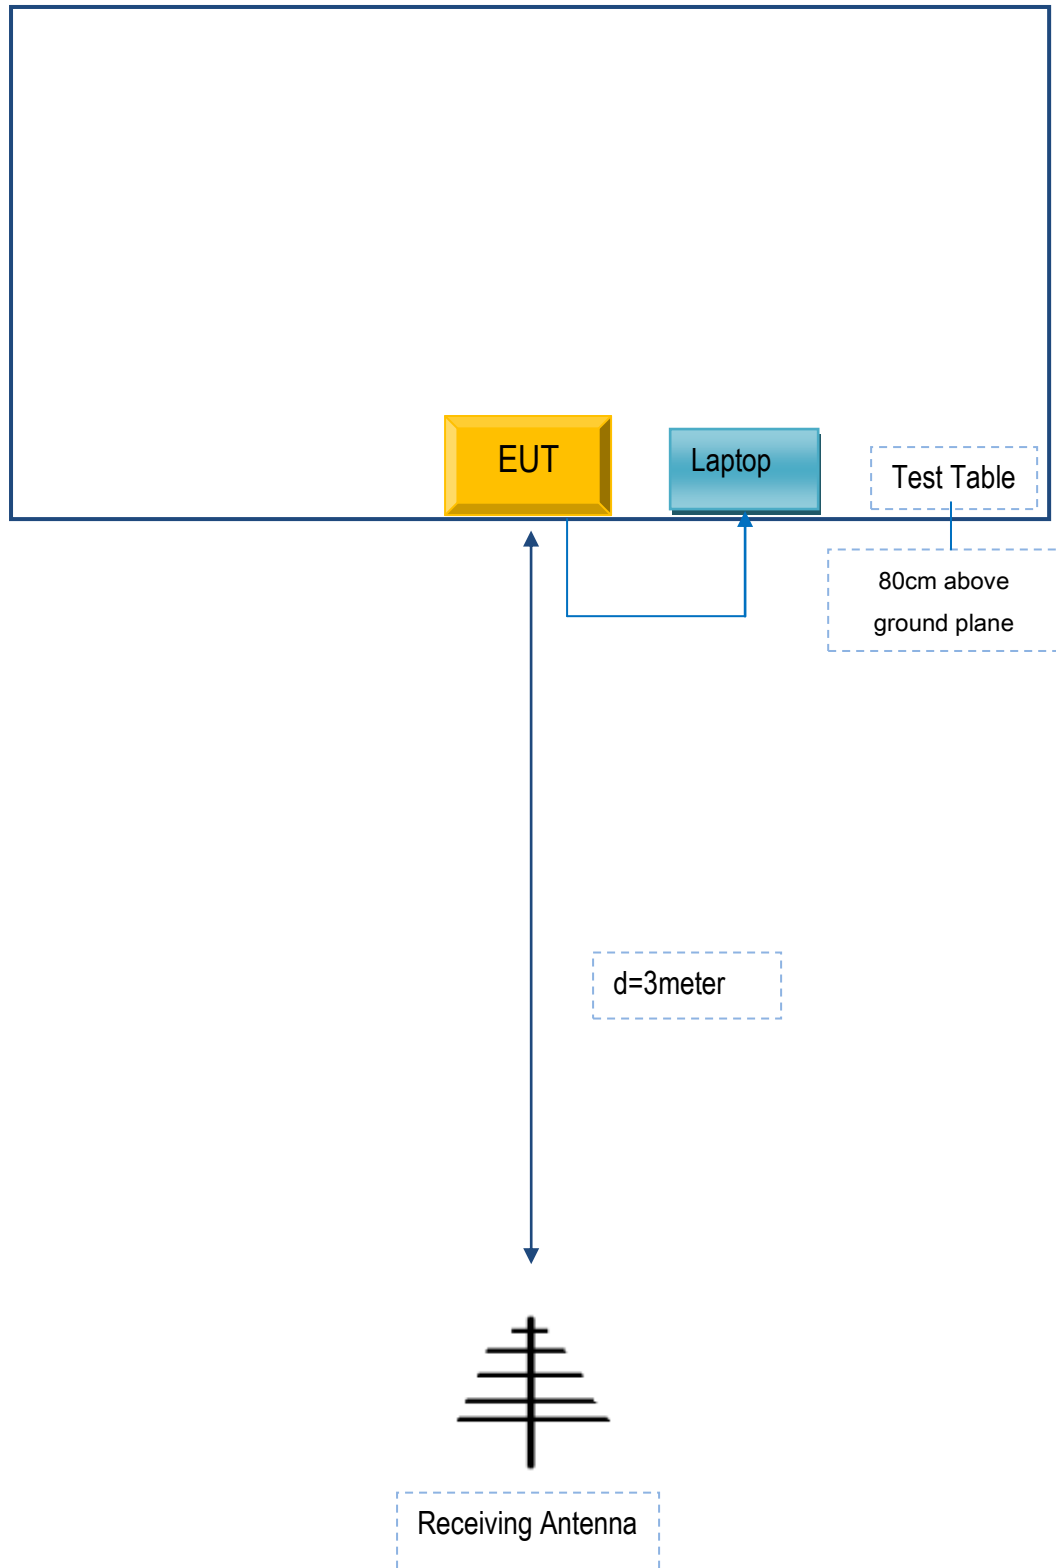 EUT
Laptop
Test Table
80cm above
ground plane
d=3meter
Receiving Antenna